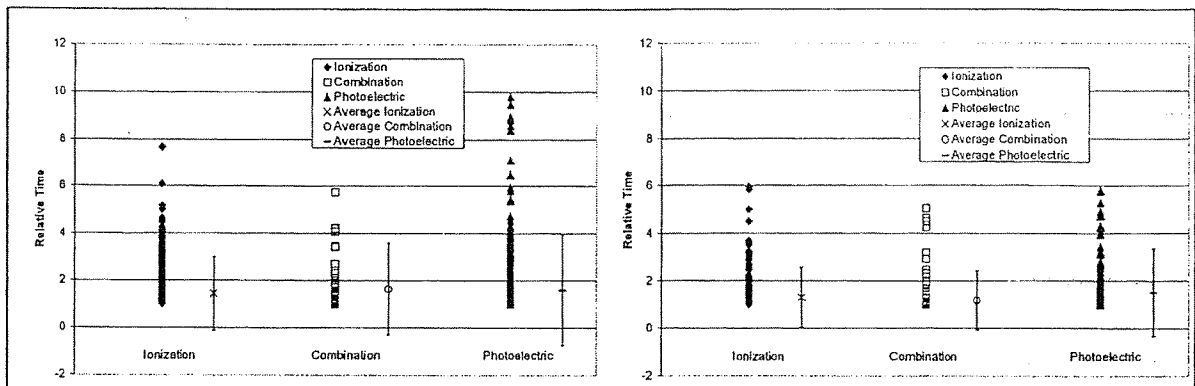 12
10
8
6
4
2
0
-2
Relative Time
Ionization
Combination
Photoelectric
Average Ionization
Average Combination
Average Photoelectric
Ionization
Combination
Photoelectric
12
10
8
6
4
2
0
-2
Relative Time
Ionization
Combination
Photoelectric
Average Ionization
Average Combination
Average Photoelectric
Ionization
Combination
Photoelectric